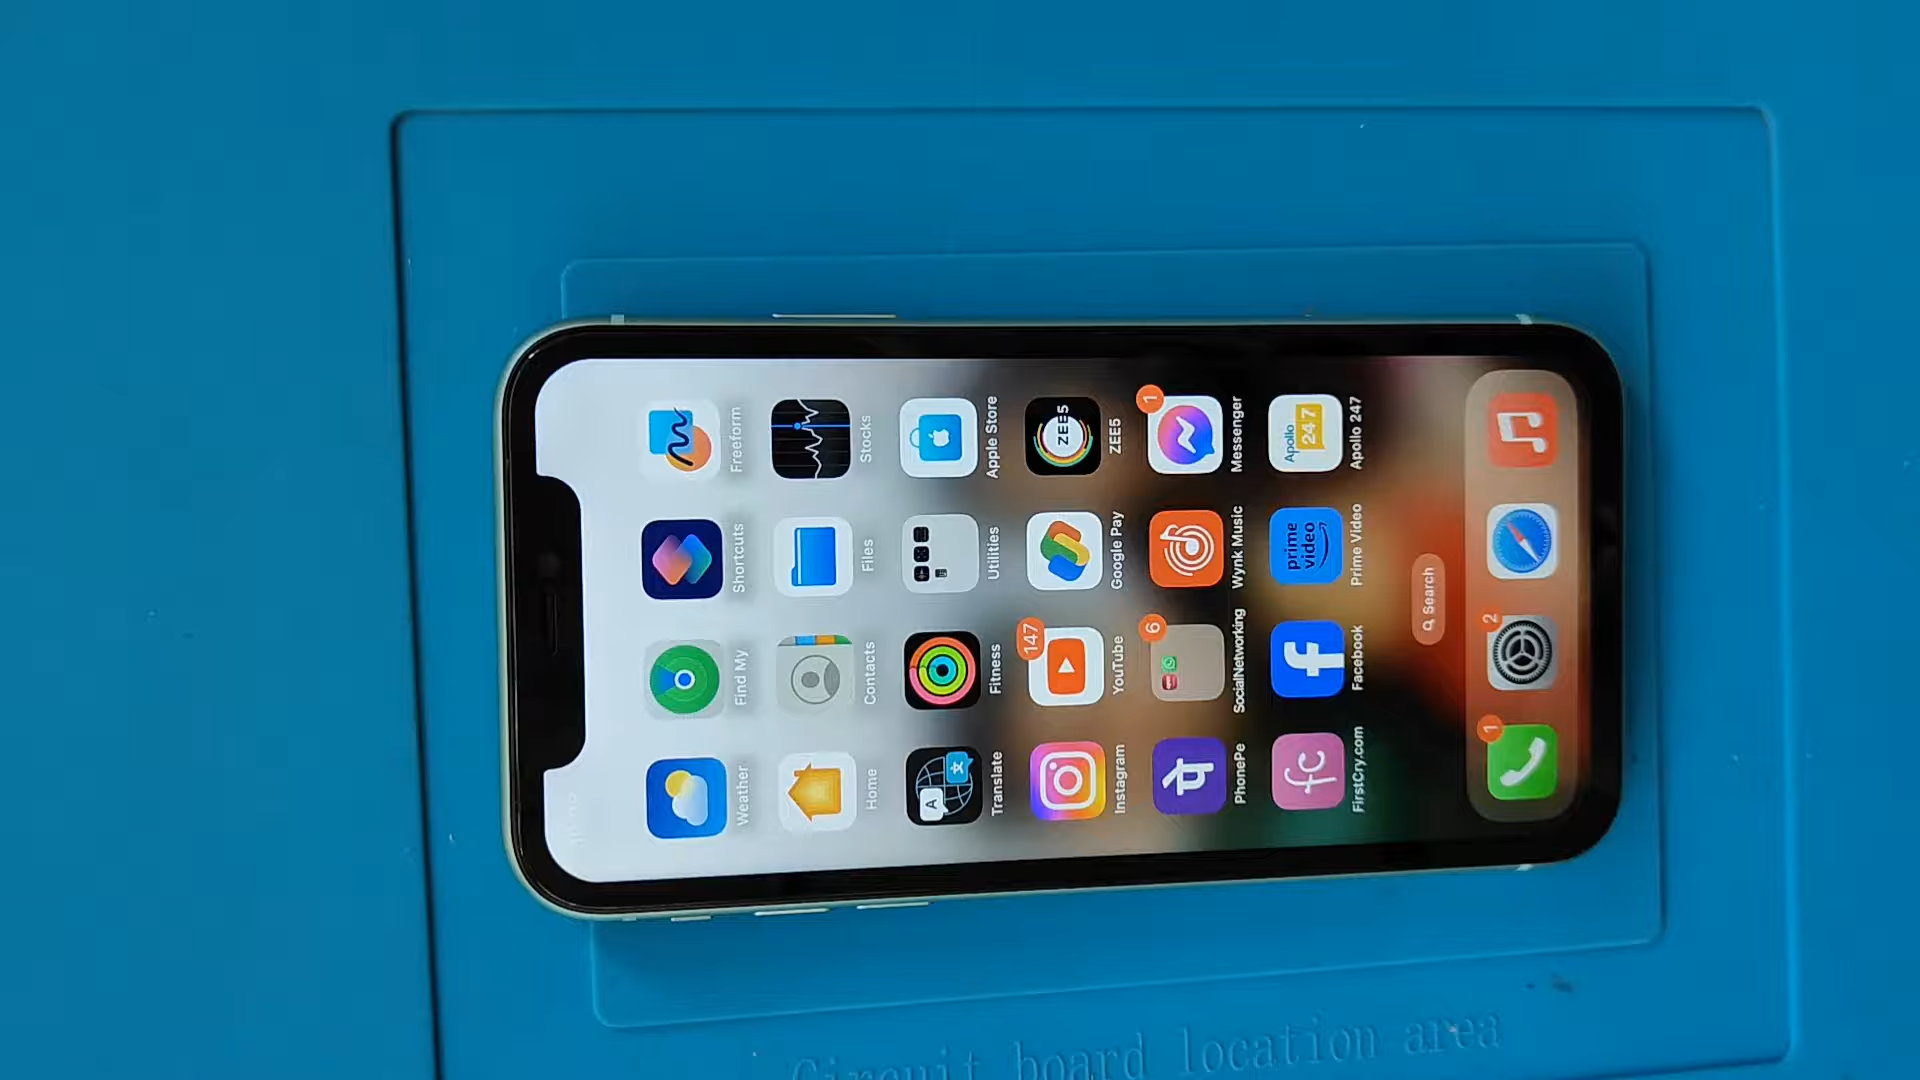 Weather Find My Shortcuts Freeform
Home Contacts Files Stocks
Translate Fitness Utilities Apple Store
147
ZEE5
Instagram YouTube Google Pay ZEE5
6 1
PhonePe SocialNetworking Wynk Music Messenger
fc prime video Apollo 247
FirstCry.com Facebook Prime Video Apollo 247
Search
1 2
Circuit board location area